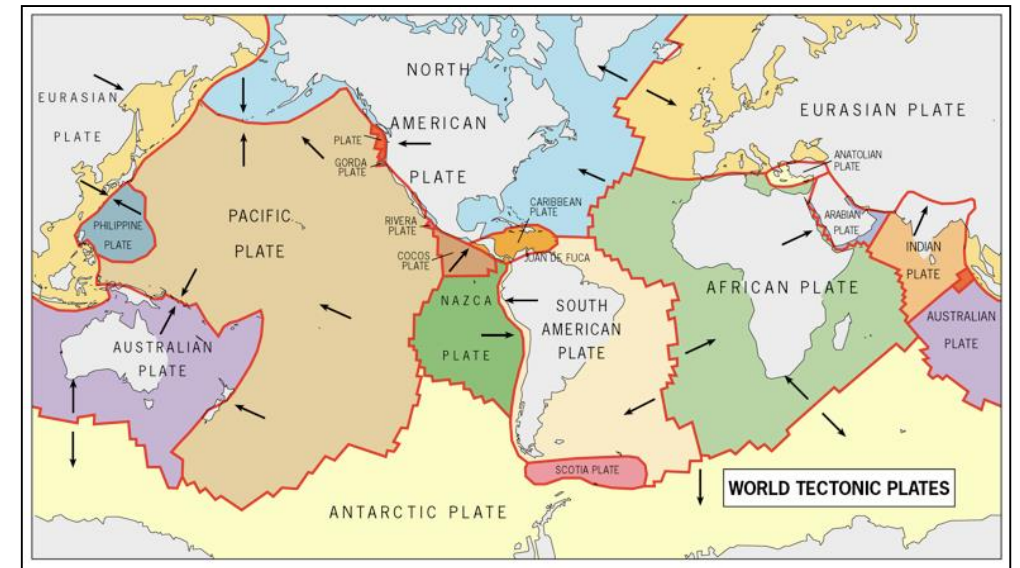 NORTH
AMERICAN
PLATE
EURASIAN
PLATE
EURASIAN PLATE
ANATOLIAN
PLATE
PLATE
GORDA
PLATE
PACIFIC
PLATE
PHILIPPINE
PLATE
RIVERA
PLATE
CARIBBEAN
PLATE
COCOS
PLATE
JUAN DE FUCA
ARABIAN
PLATE
INDIAN
PLATE
NAZCA
PLATE
SOUTH
AMERICAN
PLATE
AFRICAN PLATE
AUSTRALIAN
PLATE
AUSTRALIAN
PLATE
SCOTIA PLATE
ANTARCTIC PLATE
WORLD TECTONIC PLATES